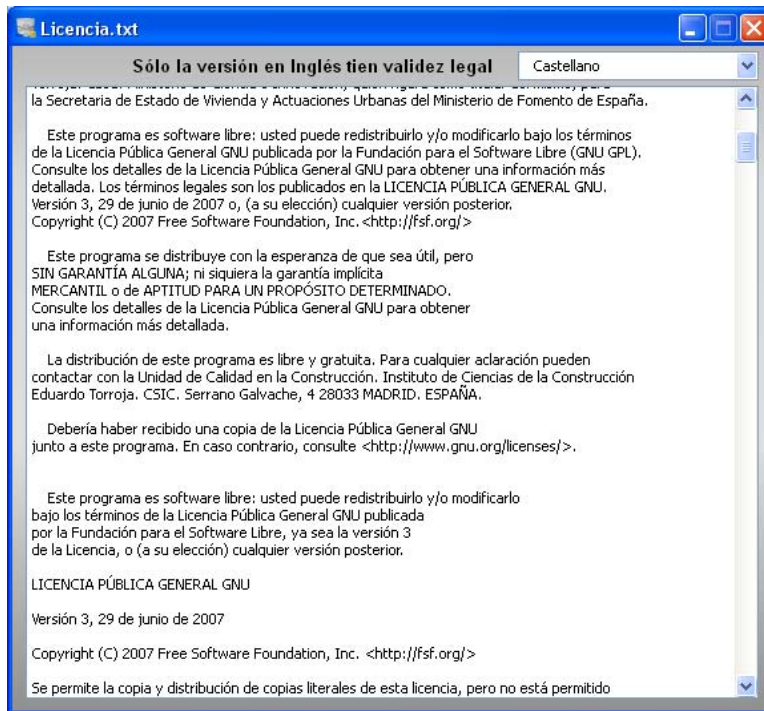 Licencia.txt
Sólo la versión en Inglés tien validez legal
Castellano
la Secretaria de Estado de Vivienda y Actuaciones Urbanas del Ministerio de Fomento de España.
Este programa es software libre: usted puede redistribuirlo y/o modificarlo bajo los términos
de la Licencia Pública General GNU publicada por la Fundación para el Software Libre (GNU GPL).
Consulte los detalles de la Licencia Pública General GNU para obtener una información más
detallada. Los términos legales son los publicados en la LICENCIA PÚBLICA GENERAL GNU.
Versión 3, 29 de junio de 2007 o, (a su elección) cualquier versión posterior.
Copyright (C) 2007 Free Software Foundation, Inc.<http://fsf.org/>
Este programa se distribuye con la esperanza de que sea útil, pero
SIN GARANTÍA ALGUNA; ni siquiera la garantía implícita
MERCANTIL o de APTITUD PARA UN PROPÓSITO DETERMINADO.
Consulte los detalles de la Licencia Pública General GNU para obtener
una información más detallada.
La distribución de este programa es libre y gratuita. Para cualquier aclaración pueden
contactar con la Unidad de Calidad en la Construcción. Instituto de Ciencias de la Construcción
Eduardo Torroja. CSIC. Serrano Galvache, 4 28033 MADRID. ESPAÑA.
Debería haber recibido una copia de la Licencia Pública General GNU
junto a este programa. En caso contrario, consulte <http://www.gnu.org/licenses/>.
Este programa es software libre: usted puede redistribuirlo y/o modificarlo
bajo los términos de la Licencia Pública General GNU publicada
por la Fundación para el Software Libre, ya sea la versión 3
de la Licencia, o (a su elección) cualquier versión posterior.
LICENCIA PÚBLICA GENERAL GNU
Versión 3, 29 de junio de 2007
Copyright (C) 2007 Free Software Foundation, Inc. <http://fsf.org/>
Se permite la copia y distribución de copias literales de esta licencia, pero no está permitido